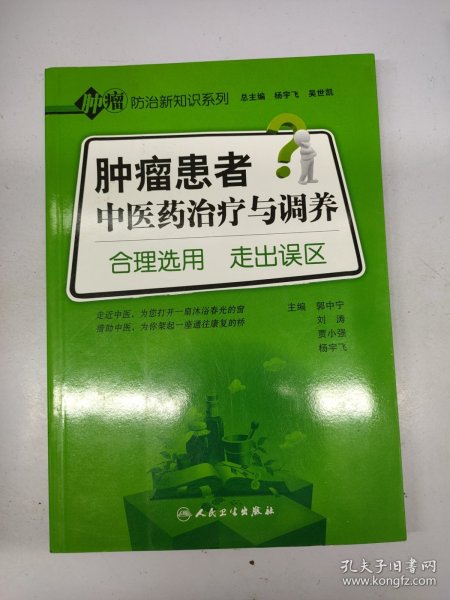 肿瘤防治新知识系列 总主编 杨宇飞 吴世凯
肿瘤患者
?
中医药治疗与调养
合理选用 走出误区
走近中医,为您打开一扇沐浴春光的窗
借助中医,为你架起一座通往康复的桥
主编 郭中宁
刘涛
贾小强
杨宇飞
人民卫生出版社
孔夫子旧书网
www.kongfz.com